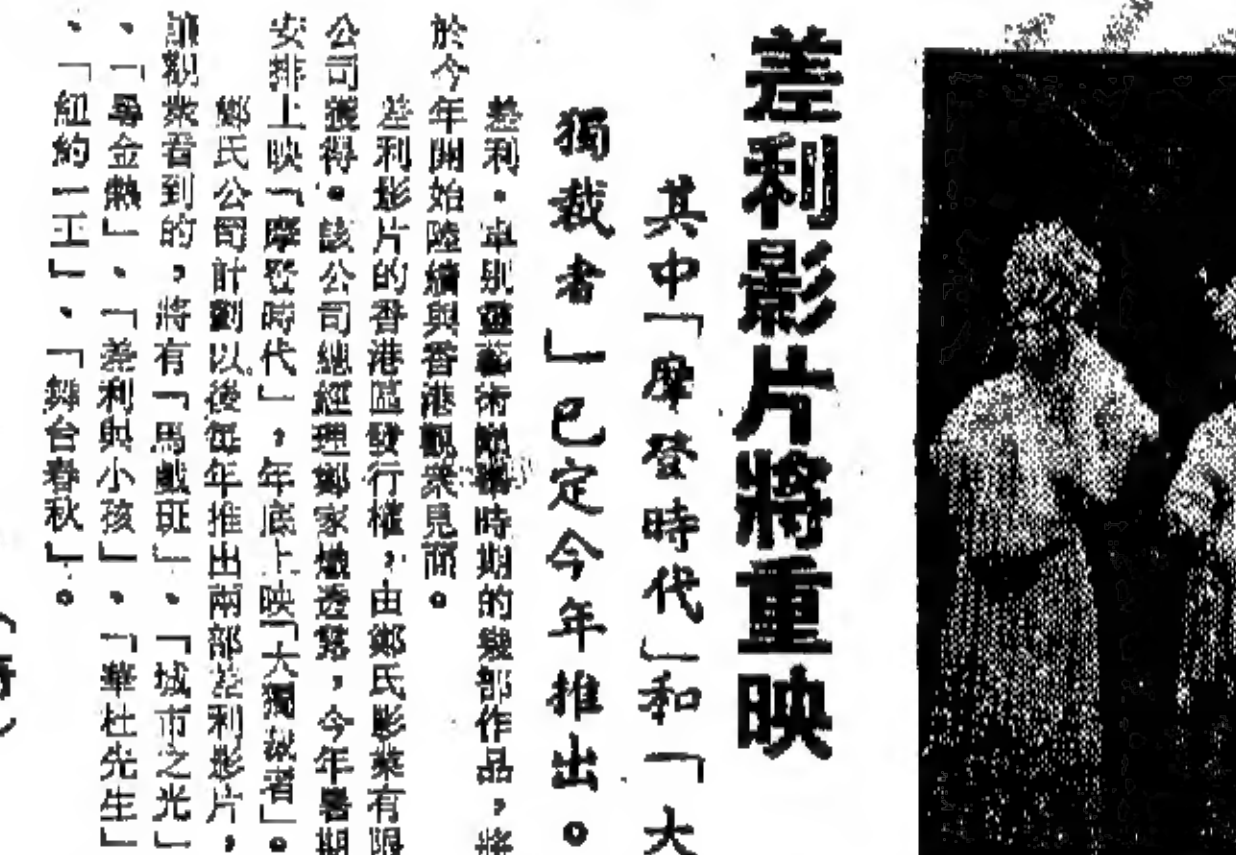 差利影片將重映
其中「摩登時代」和「大
獨裁者」已定今年推出。
差利・卓別靈藝術顛峰時期的幾部作品，將
於今年開始陸續與香港觀衆見面。
差利影片的香港區發行權，由鄭氏影業有限
公司獲得。該公司總經理鄭家熾透露，今年暑期
安排上映「摩登時代」，年底上映「大獨裁者」。
鄭氏公司計劃以後每年推出兩部差利影片，
前觀衆看到的，將有「馬戲班」、「城市之光」
、「尋金熱」、「差利與小孩」、「華杜先生」
、「紐約一王」、「舞台春秋」。